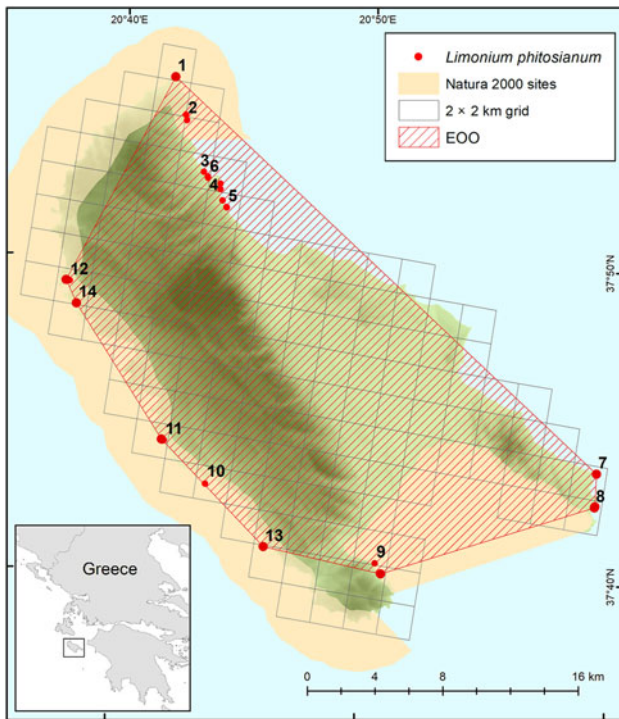 20°40'E
20°50'E
Limonium phitosianum
Natura 2000 sites
2 × 2 km grid
EOO
1
2
3
6
4
5
37°50'N
12
14
11
10
7
8
13
9
37°40'N
Greece
0
4
8
16 km